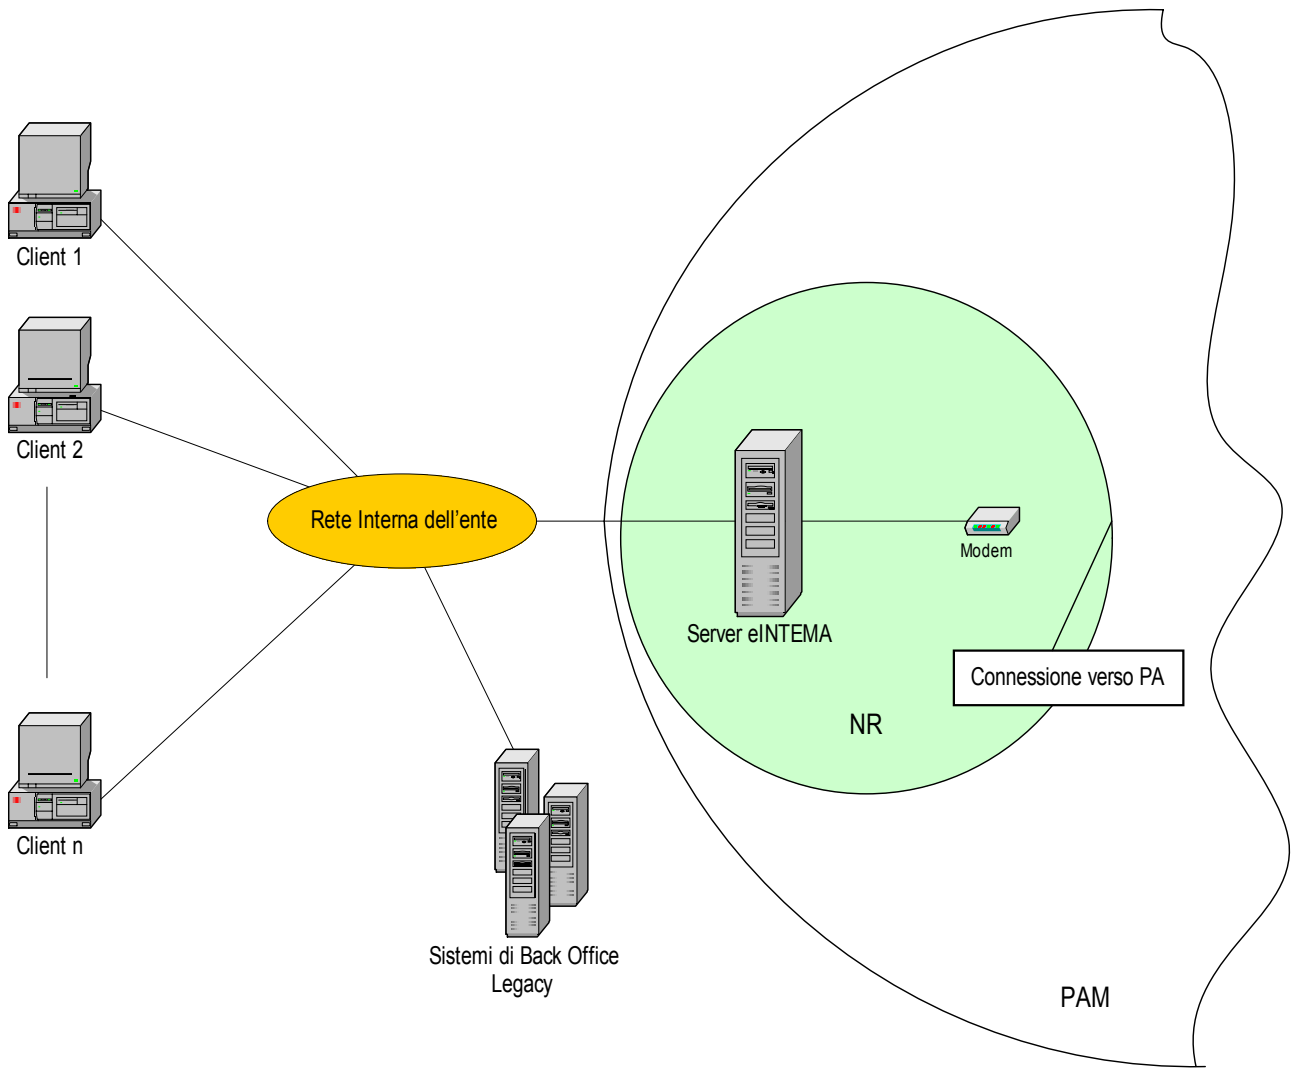 Client 1
Client 2
Rete Interna dell'ente
Modem
Server eINTEMA
Connessione verso PA
NR
Client n
Sistemi di Back Office
Legacy
PAM